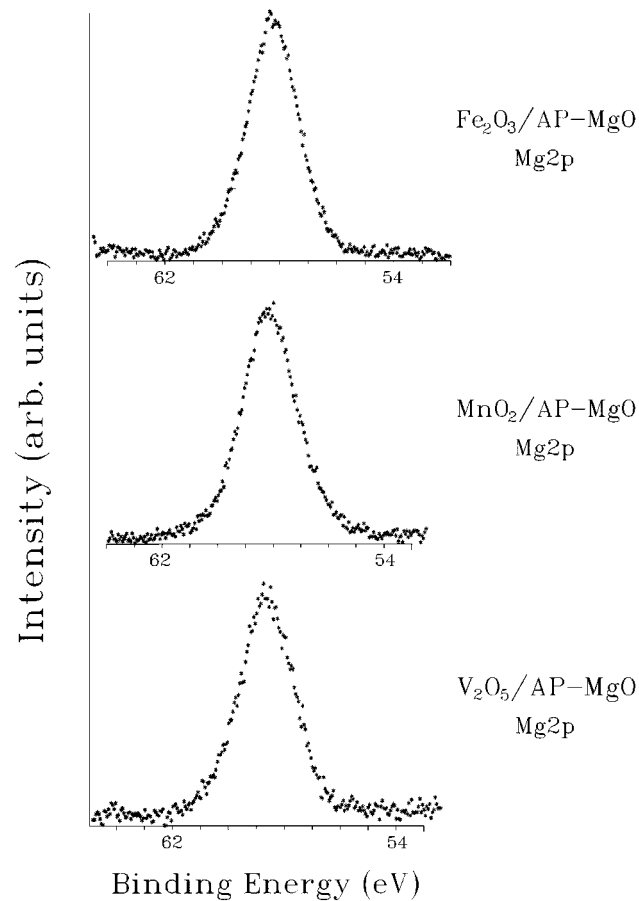 Fe₂O₃/AP–MgO
Mg2p
62 54
MnO₂/AP–MgO
Mg2p
62 54
V₂O₅/AP–MgO
Mg2p
62 54
Intensity (arb. units)
Binding Energy (eV)